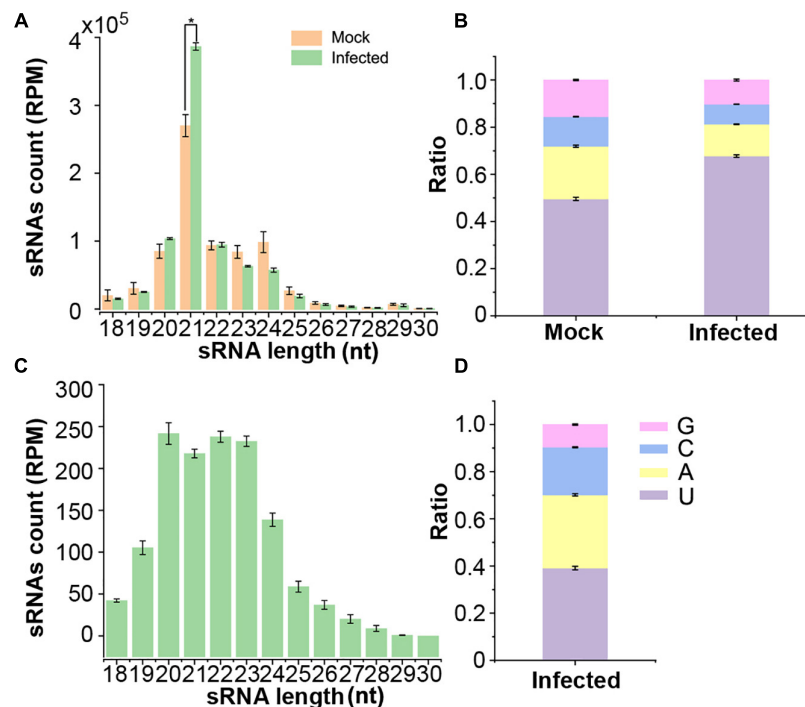 A
×10⁵
sRNAs count (RPM)
4
3
2
1
0
*
Mock
Infected
18 19 20 21 22 23 24 25 26 27 28 29 30
sRNA length (nt)
B
Ratio
1.0
0.8
0.6
0.4
0.2
0
Mock Infected
C
sRNAs count (RPM)
300
250
200
150
100
50
0
18 19 20 21 22 23 24 25 26 27 28 29 30
sRNA length (nt)
D
Ratio
1.0
0.8
0.6
0.4
0.2
0
Infected
G
C
A
U